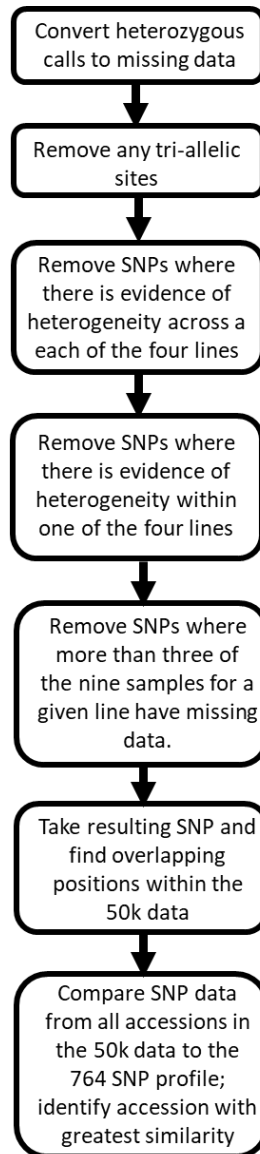 Convert heterozygous
calls to missing data
Remove any tri-allelic
sites
Remove SNPs where
there is evidence of
heterogeneity across a
each of the four lines
Remove SNPs where
there is evidence of
heterogeneity within
one of the four lines
Remove SNPs where
more than three of
the nine samples for a
given line have missing
data.
Take resulting SNP and
find overlapping
positions within the
50k data
Compare SNP data
from all accessions in
the 50k data to the
764 SNP profile;
identify accession with
greatest similarity